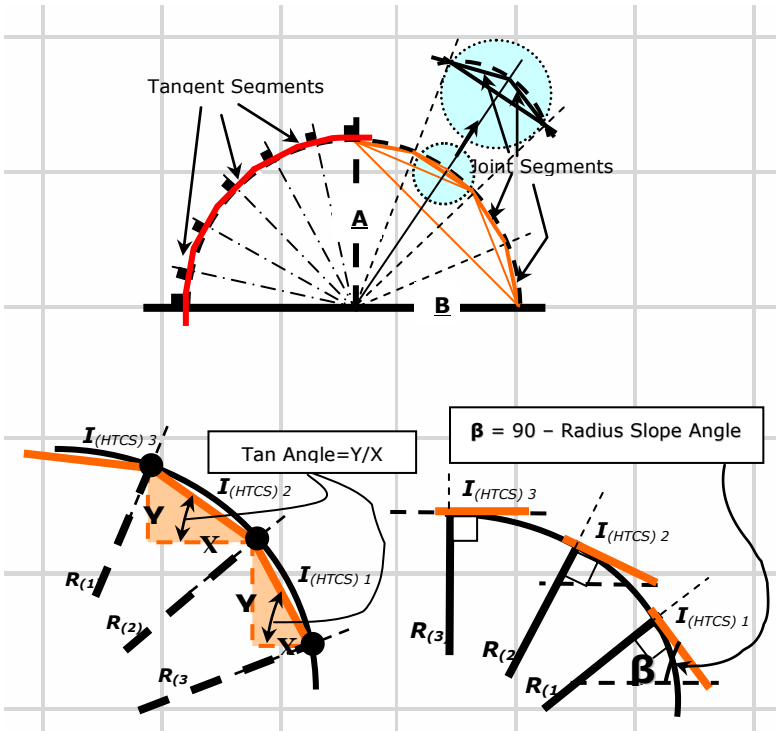 Tangent Segments
Joint Segments
A
B
I(HTCS) 3
Tan Angle=Y/X
β = 90 – Radius Slope Angle
I(HTCS) 2
I(HTCS) 3
Y
X
I(HTCS) 2
I(HTCS) 1
R(1
Y
I(HTCS) 1
R(2)
X
R(3)
R(2
β
R(3
R(1